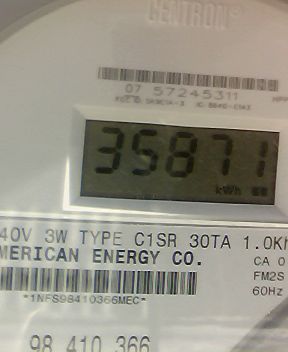 CENTRON®
07 57245311
35871
kWh
40V 3W TYPE C1SR 30TA 1.0Kh
MERICAN ENERGY CO.
CA 0
FM2S
*1NFS98410366MEC*
60Hz
98 410 366